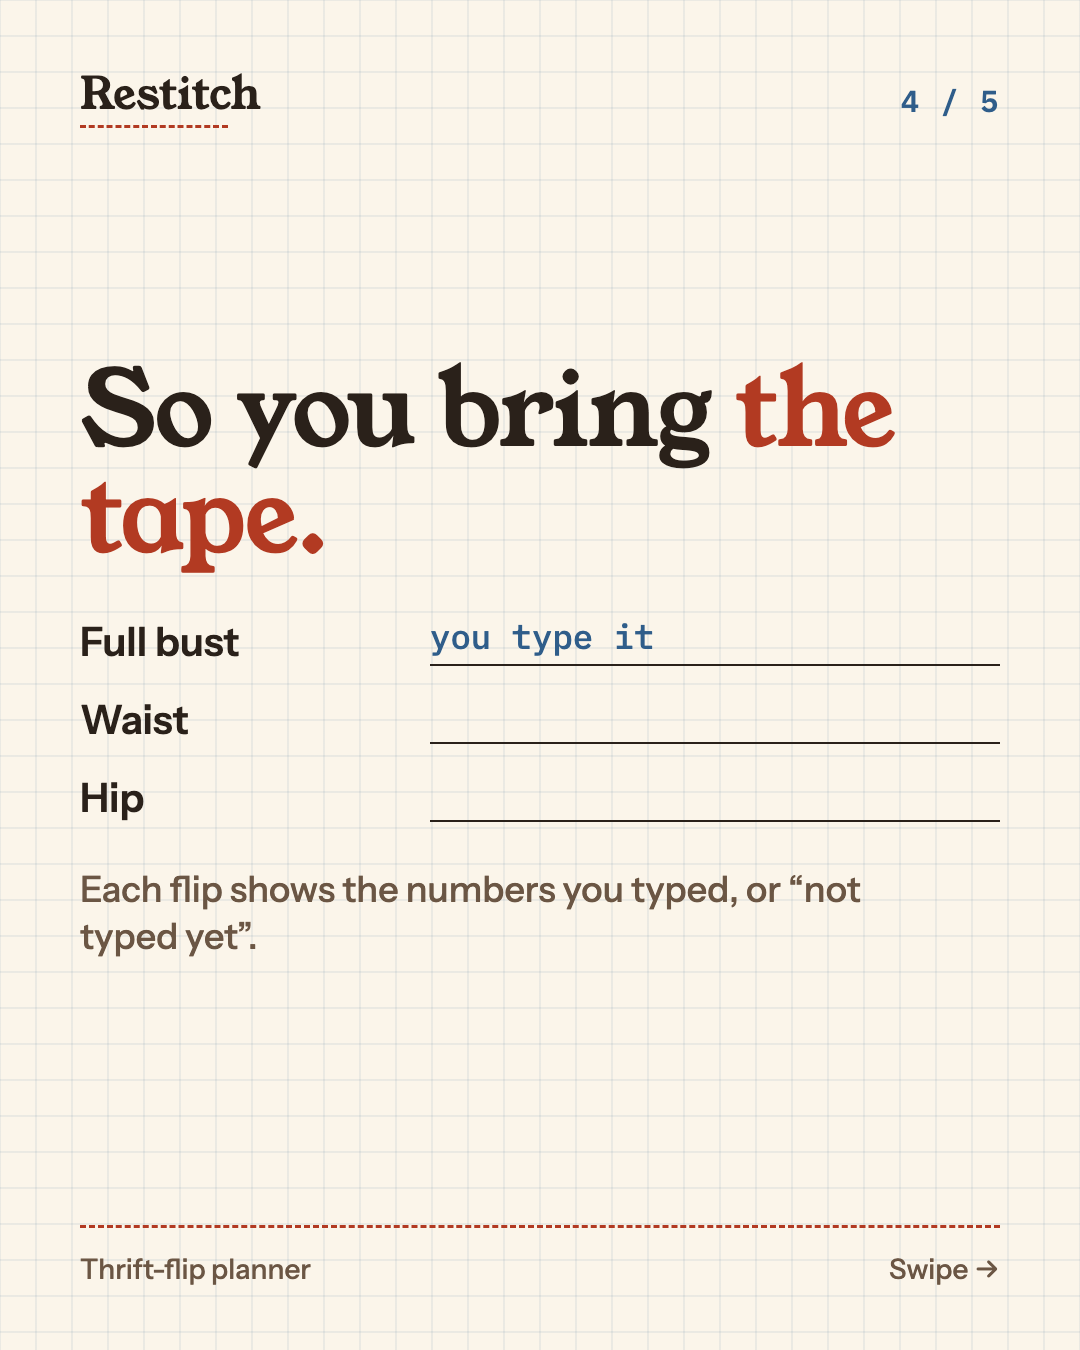 Restitch
4 / 5
So you bring the
tape.
Full bust
you type it
Waist
Hip
Each flip shows the numbers you typed, or “not
typed yet”.
Thrift-flip planner
Swipe →